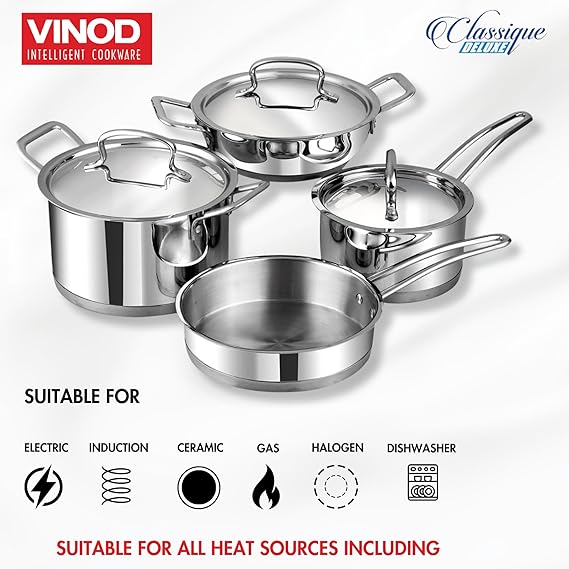 VINOD
INTELLIGENT COOKWARE
Classique
DELUXE
SUITABLE FOR
ELECTRIC INDUCTION CERAMIC GAS HALOGEN DISHWASHER
SUITABLE FOR ALL HEAT SOURCES INCLUDING